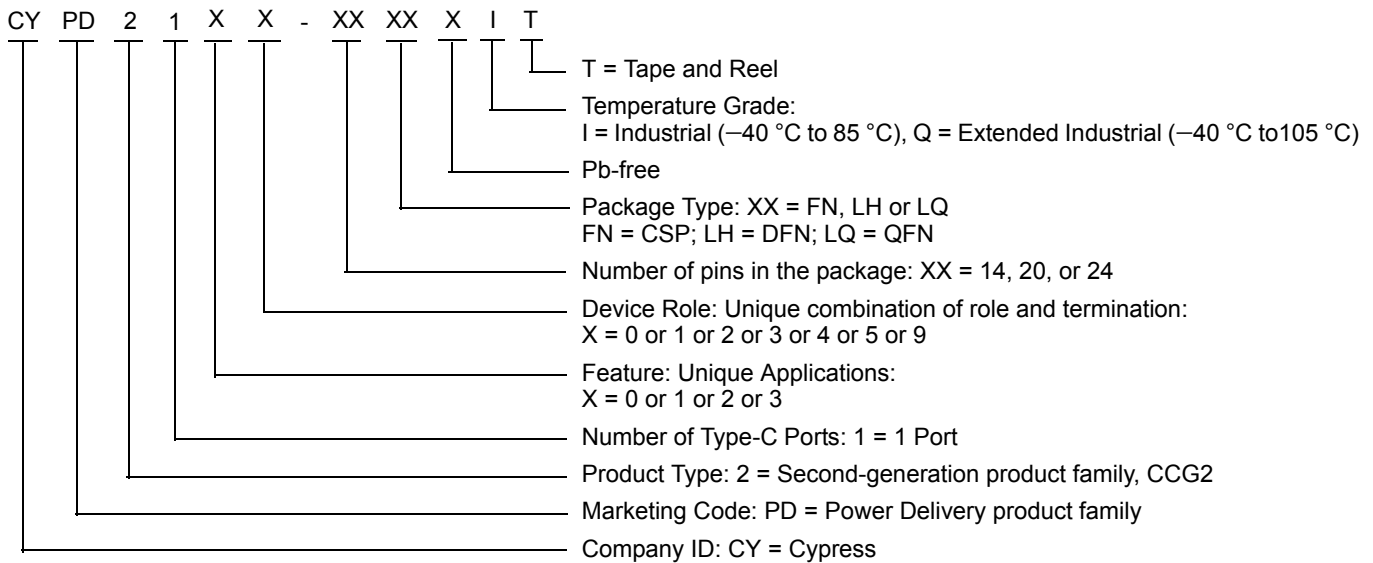 CY PD 2 1 X X - XX XX X I T
T = Tape and Reel
Temperature Grade:
I = Industrial (–40 °C to 85 °C), Q = Extended Industrial (–40 °C to105 °C)
Pb-free
Package Type: XX = FN, LH or LQ
FN = CSP; LH = DFN; LQ = QFN
Number of pins in the package: XX = 14, 20, or 24
Device Role: Unique combination of role and termination:
X = 0 or 1 or 2 or 3 or 4 or 5 or 9
Feature: Unique Applications:
X = 0 or 1 or 2 or 3
Number of Type-C Ports: 1 = 1 Port
Product Type: 2 = Second-generation product family, CCG2
Marketing Code: PD = Power Delivery product family
Company ID: CY = Cypress